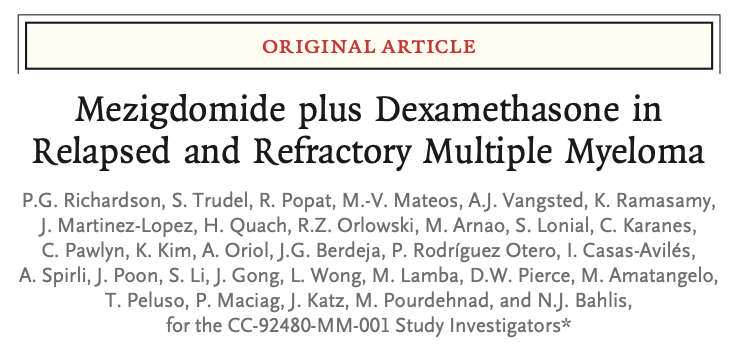 ORIGINAL ARTICLE
Mezigdomide plus Dexamethasone in
Relapsed and Refractory Multiple Myeloma
P.G. Richardson, S. Trudel, R. Popat, M.-V. Mateos, A.J. Vangsted, K. Ramasamy,
J. Martinez-Lopez, H. Quach, R.Z. Orlowski, M. Arnao, S. Lonial, C. Karanes,
C. Pawlyn, K. Kim, A. Oriol, J.G. Berdeja, P. Rodríguez Otero, I. Casas-Avilés,
A. Spirli, J. Poon, S. Li, J. Gong, L. Wong, M. Lamba, D.W. Pierce, M. Amatangelo,
T. Peluso, P. Maciag, J. Katz, M. Pourdehnad, and N.J. Bahlis,
for the CC-92480-MM-001 Study Investigators*